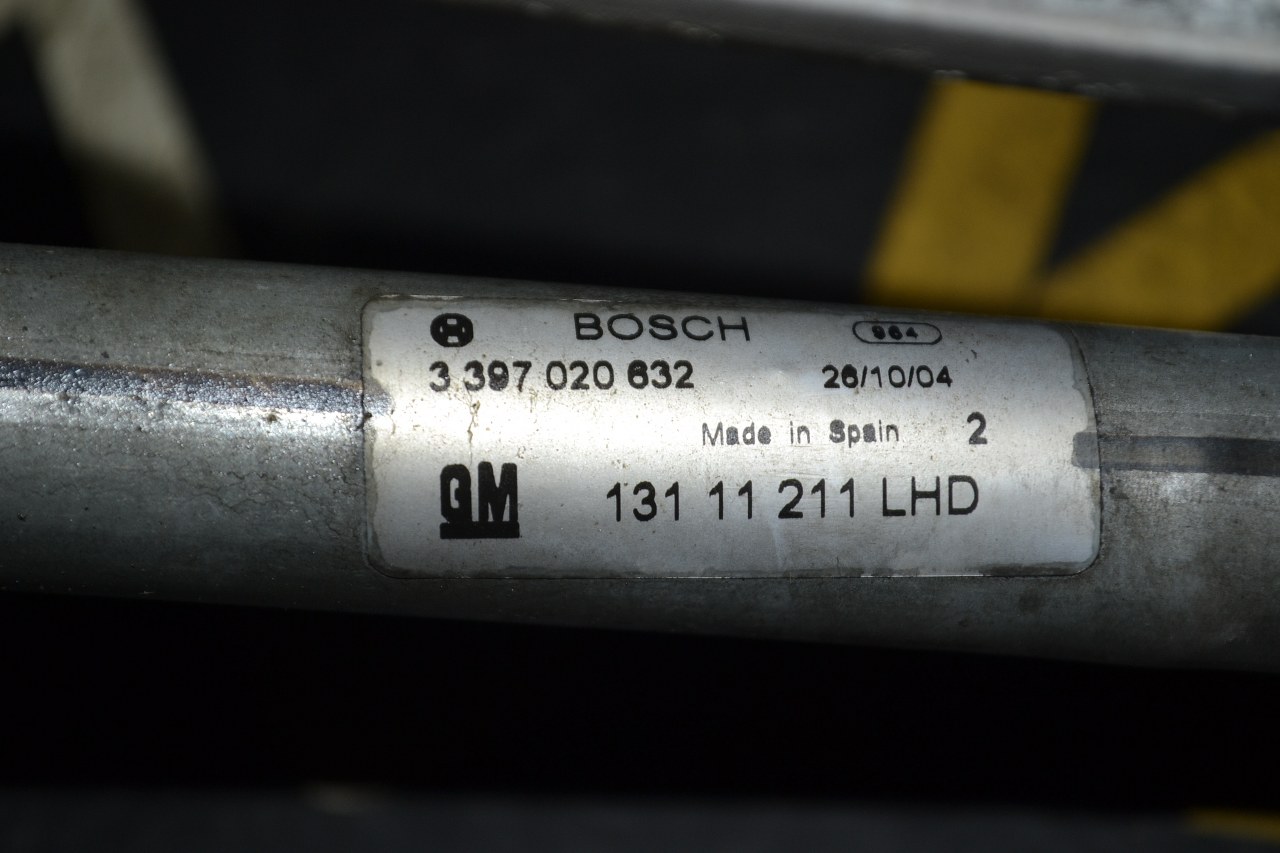 BOSCH 964
3 397 020 632 26/10/04
Made in Spain 2
GM 131 11 211 LHD